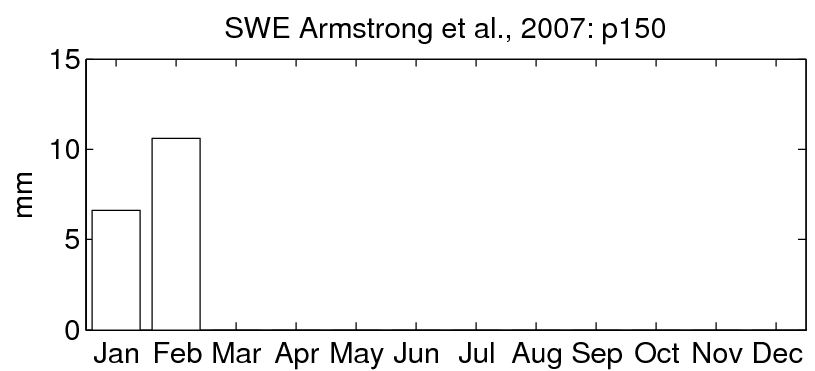 SWE Armstrong et al., 2007: p150
15
10
5
0
mm
Jan Feb Mar Apr May Jun Jul Aug Sep Oct Nov Dec